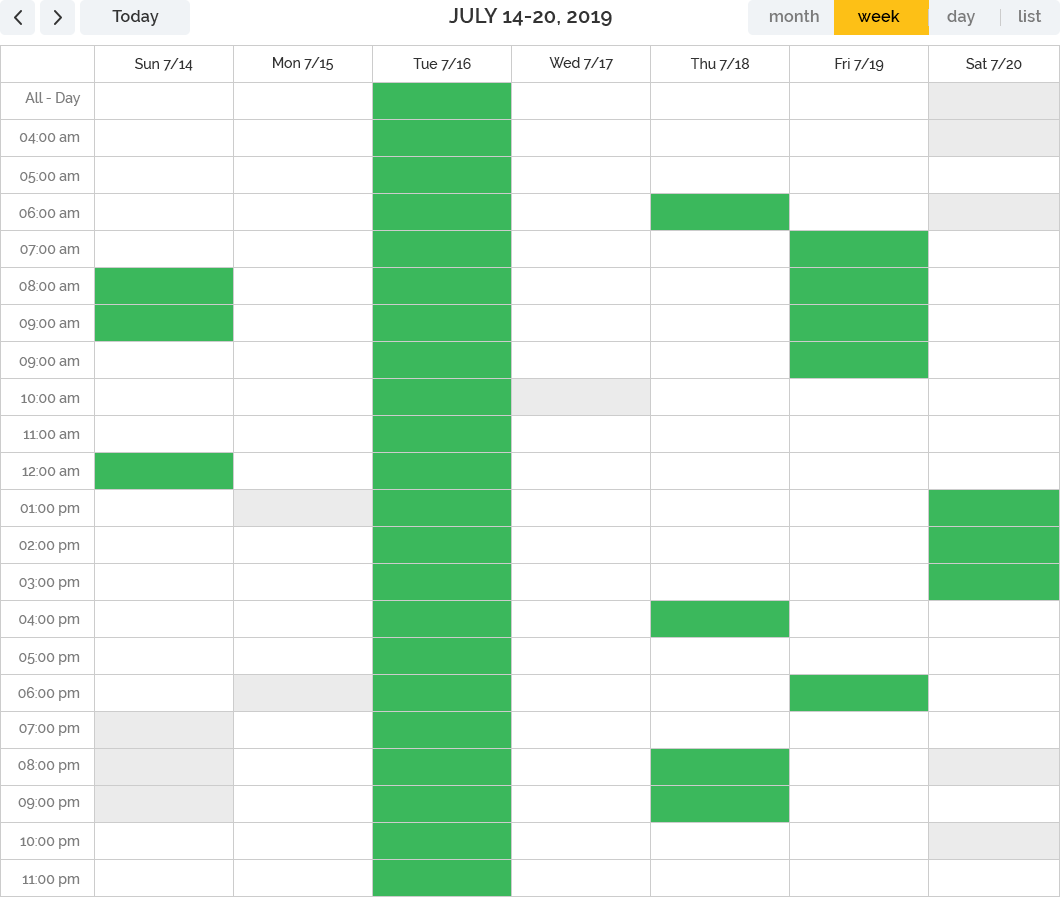 Today
JULY 14-20, 2019
month week day list
Sun 7/14 Mon 7/15 Tue 7/16 Wed 7/17 Thu 7/18 Fri 7/19 Sat 7/20
All - Day
04:00 am
05:00 am
06:00 am
07:00 am
08:00 am
09:00 am
09:00 am
10:00 am
11:00 am
12:00 am
01:00 pm
02:00 pm
03:00 pm
04:00 pm
05:00 pm
06:00 pm
07:00 pm
08:00 pm
09:00 pm
10:00 pm
11:00 pm